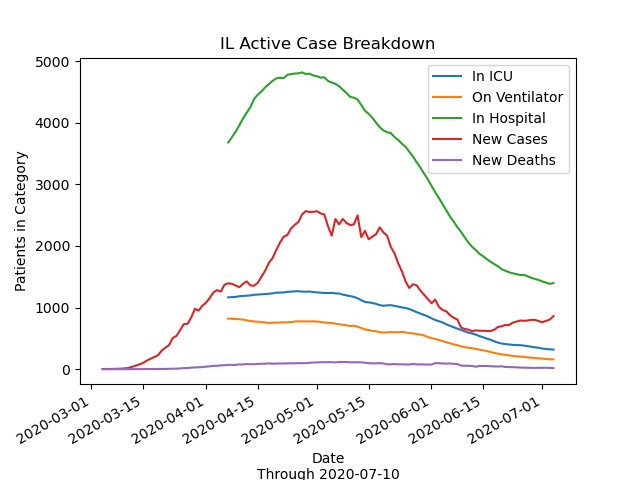 IL Active Case Breakdown
5000
4000
3000
2000
1000
0
Patients in Category
In ICU
On Ventilator
In Hospital
New Cases
New Deaths
2020-03-01
2020-03-15
2020-04-01
2020-04-15
2020-05-01
2020-05-15
2020-06-01
2020-06-15
2020-07-01
Date
Through 2020-07-10